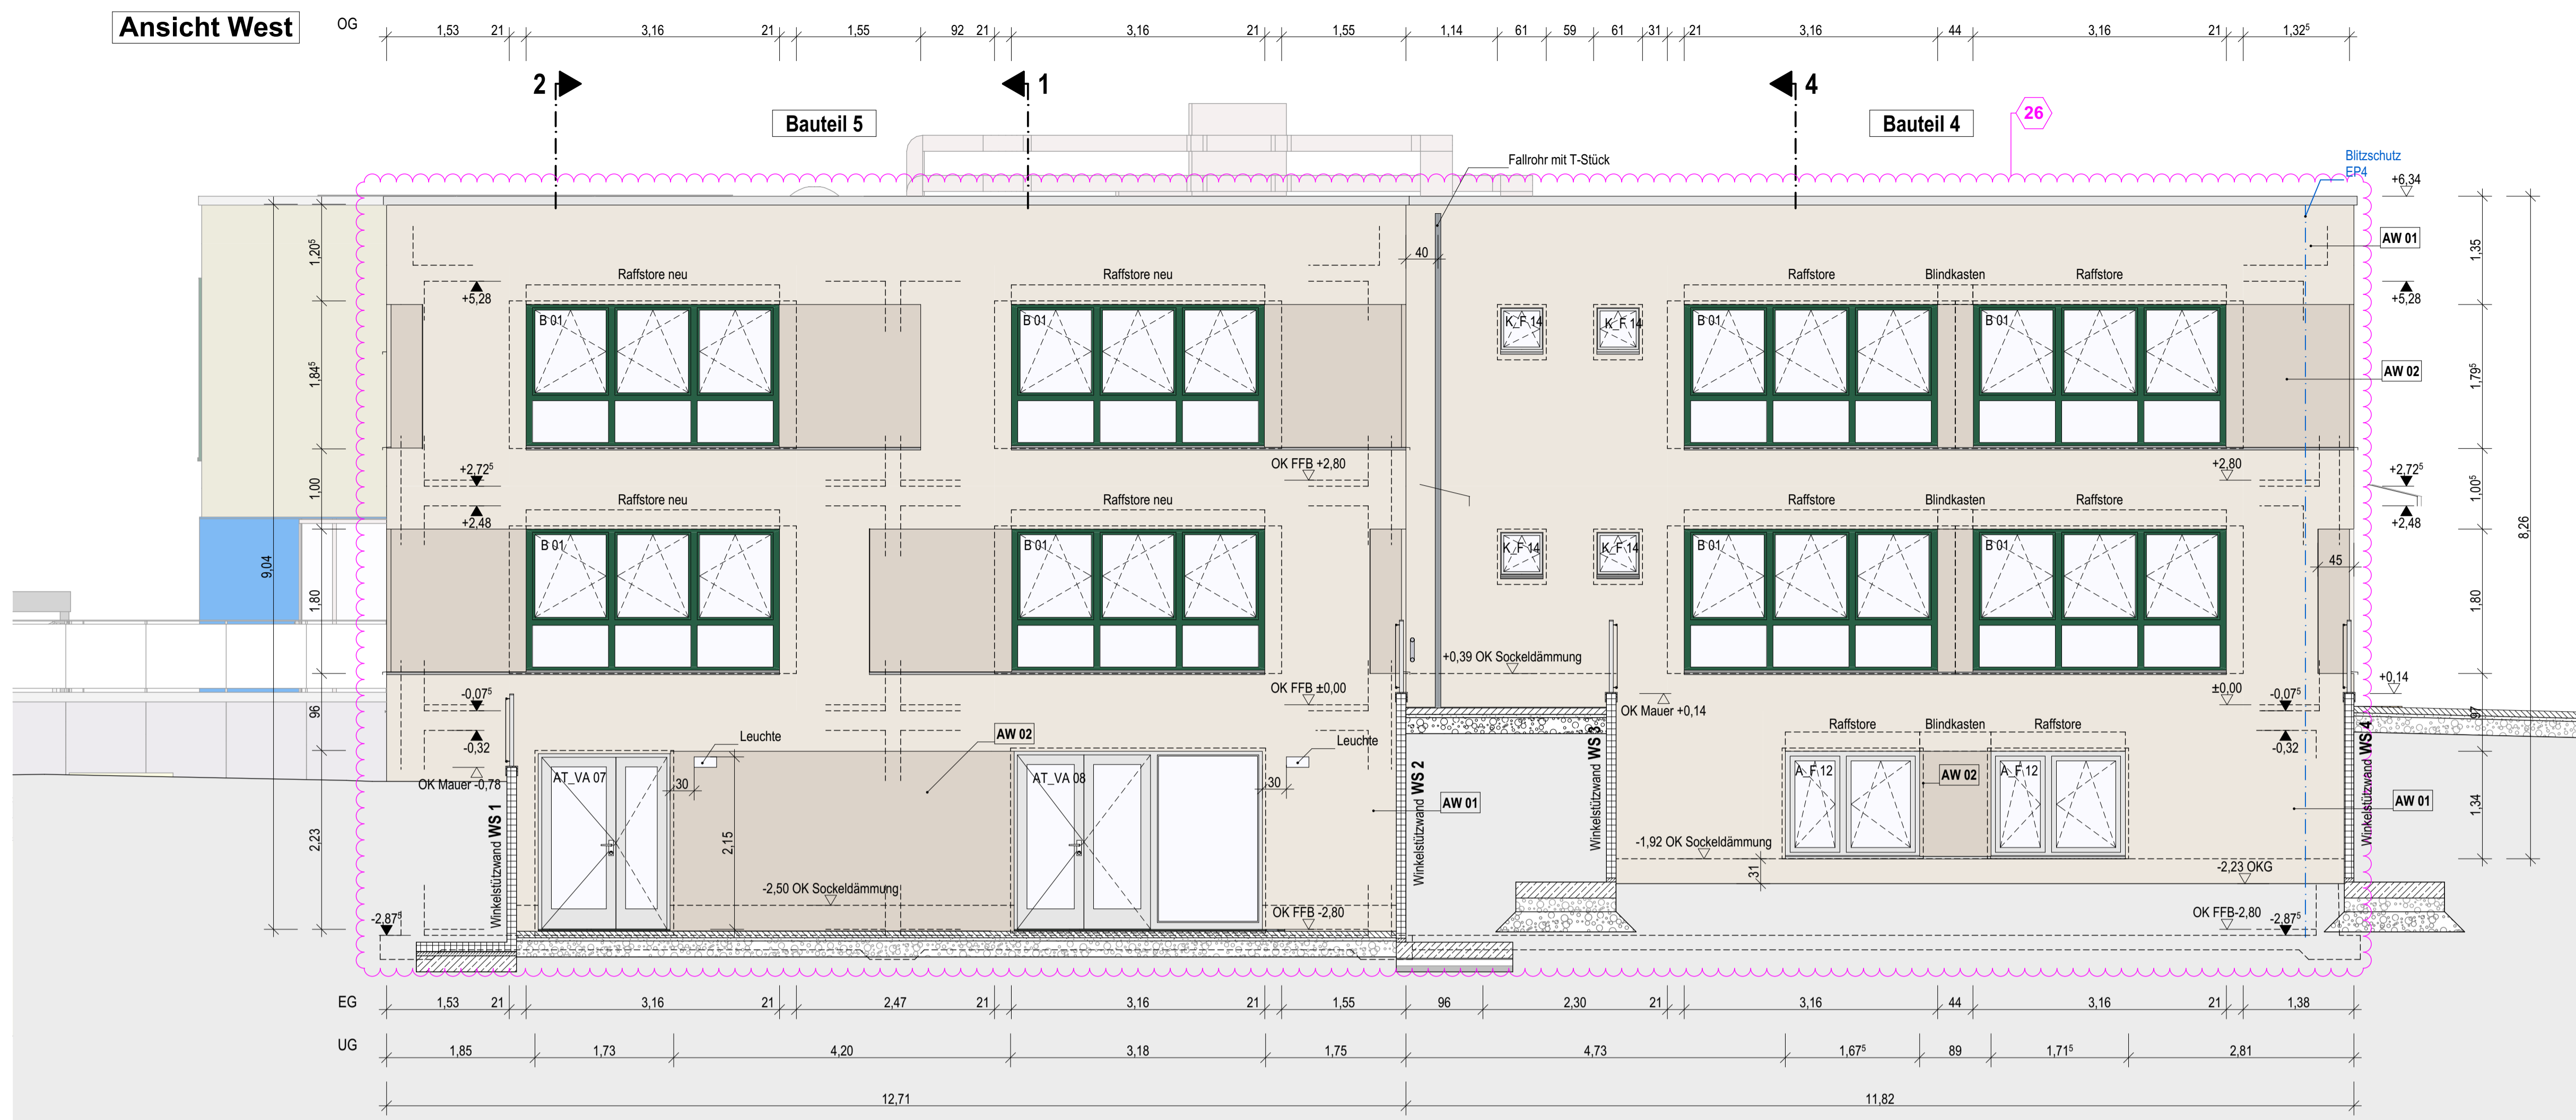 Ansicht West
OG
1,53 21 3,16 21 1,55 92 21 3,16 21 1,55 1,14 61 59 61 31 21 3,16 44 3,16 21 1,32⁵
2 1 4
Bauteil 5
Bauteil 4
26
Fallrohr mit T-Stück
Blitzschutz
EP4
+6,34
AW 01
1,20⁵
40
1,35
Raffstore neu
Raffstore neu
Raffstore
Blindkasten
Raffstore
+5,28
+5,28
B 01
B 01
K_F 14
K_F 14
B 01
B 01
1,84⁵
1,79⁵
AW 02
+2,72⁵
OK FFB +2,80
+2,80
+2,72⁵
1,00
1,00⁵
Raffstore neu
Raffstore neu
Raffstore
Blindkasten
Raffstore
+2,48
+2,48
8,26
9,04
B 01
B 01
K_F 14
K_F 14
B 01
B 01
45
1,80
1,80
+0,39 OK Sockeldämmung
+0,14
-0,07⁵
OK FFB ±0,00
±0,00
-0,07⁵
OK Mauer +0,14
96
97
Leuchte
AW 02
Leuchte
Raffstore
Blindkasten
Raffstore
-0,32
-0,32
OK Mauer -0,78
AT_VA 07
30
AT_VA 08
30
A_F 12
AW 02
A_F 12
AW 01
AW 01
Winkelstützwand WS 1
Winkelstützwand WS 2
Winkelstützwand WS 3
Winkelstützwand WS 4
2,23
2,15
1,34
-1,92 OK Sockeldämmung
31
-2,23 OKG
-2,50 OK Sockeldämmung
-2,87⁵
OK FFB -2,80
OK FFB-2,80
-2,87⁵
EG
1,53 21 3,16 21 2,47 21 3,16 21 1,55 96 2,30 21 3,16 44 3,16 21 1,38
UG
1,85 1,73 4,20 3,18 1,75 4,73 1,67⁵ 89 1,71⁵ 2,81
12,71 11,82